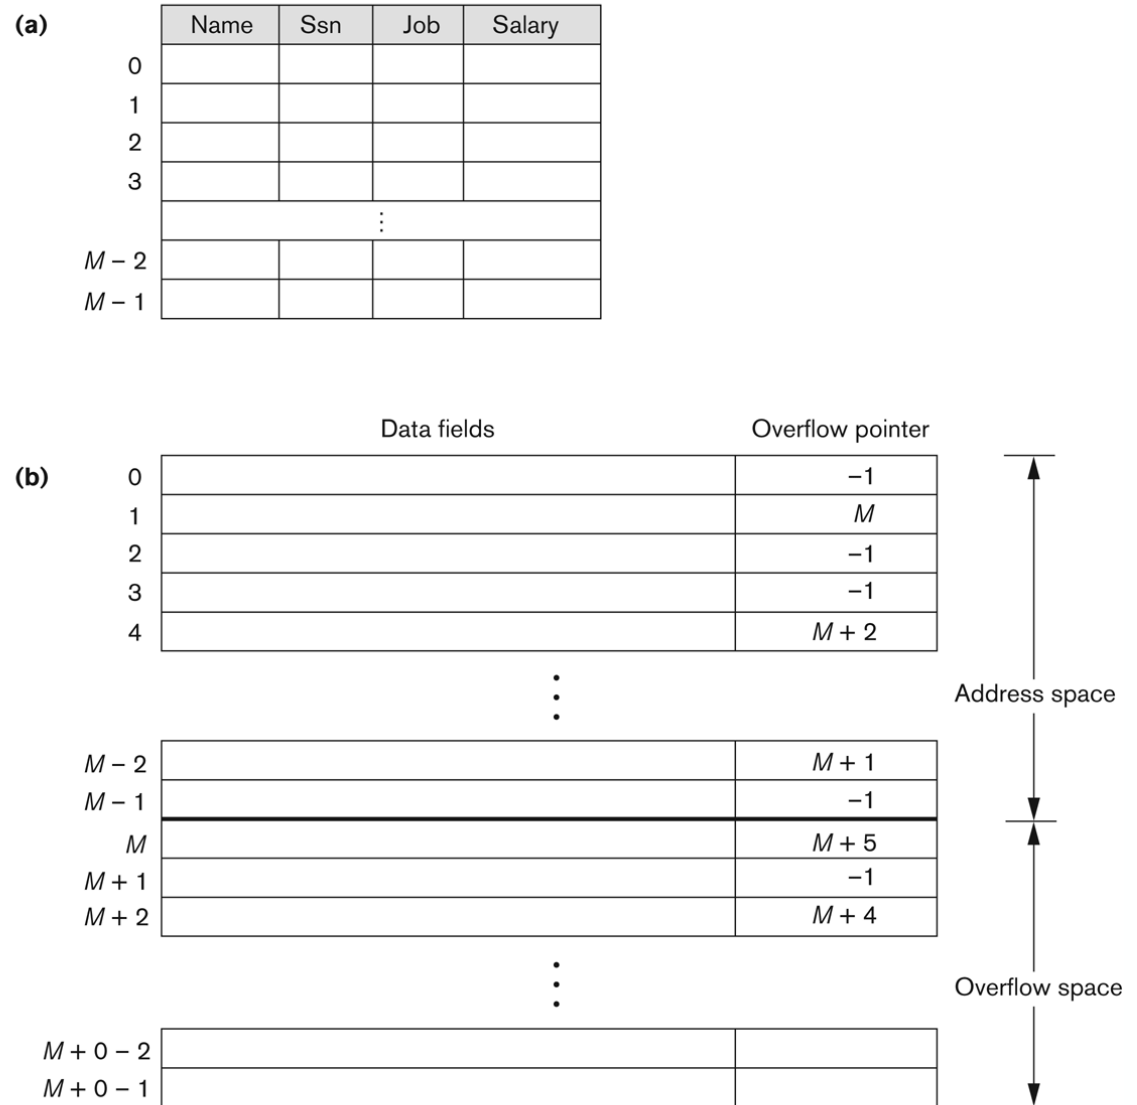 (a)
Name Ssn Job Salary
0
1
2
3
⋮
M – 2
M – 1
Data fields Overflow pointer
(b)
0 –1
1 M
2 –1
3 –1
4 M + 2
⋮
Address space
M – 2 M + 1
M – 1 –1
M M + 5
M + 1 –1
M + 2 M + 4
⋮
Overflow space
M + 0 – 2
M + 0 – 1